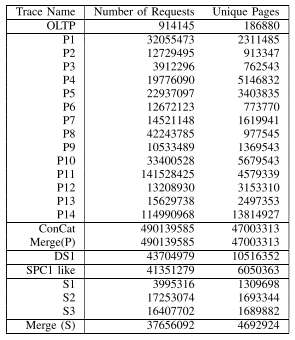 Trace Name Number of Requests Unique Pages
OLTP 914145 186880
P1 32055473 2311485
P2 12729495 913347
P3 3912296 762543
P4 19776090 5146832
P5 22937097 3403835
P6 12672123 773770
P7 14521148 1619941
P8 42243785 977545
P9 10533489 1369543
P10 33400528 5679543
P11 141528425 4579339
P12 13208930 3153310
P13 15629738 2497353
P14 114990968 13814927
ConCat 490139585 47003313
Merge(P) 490139585 47003313
DS1 43704979 10516352
SPC1 like 41351279 6050363
S1 3995316 1309698
S2 17253074 1693344
S3 16407702 1689882
Merge (S) 37656092 4692924